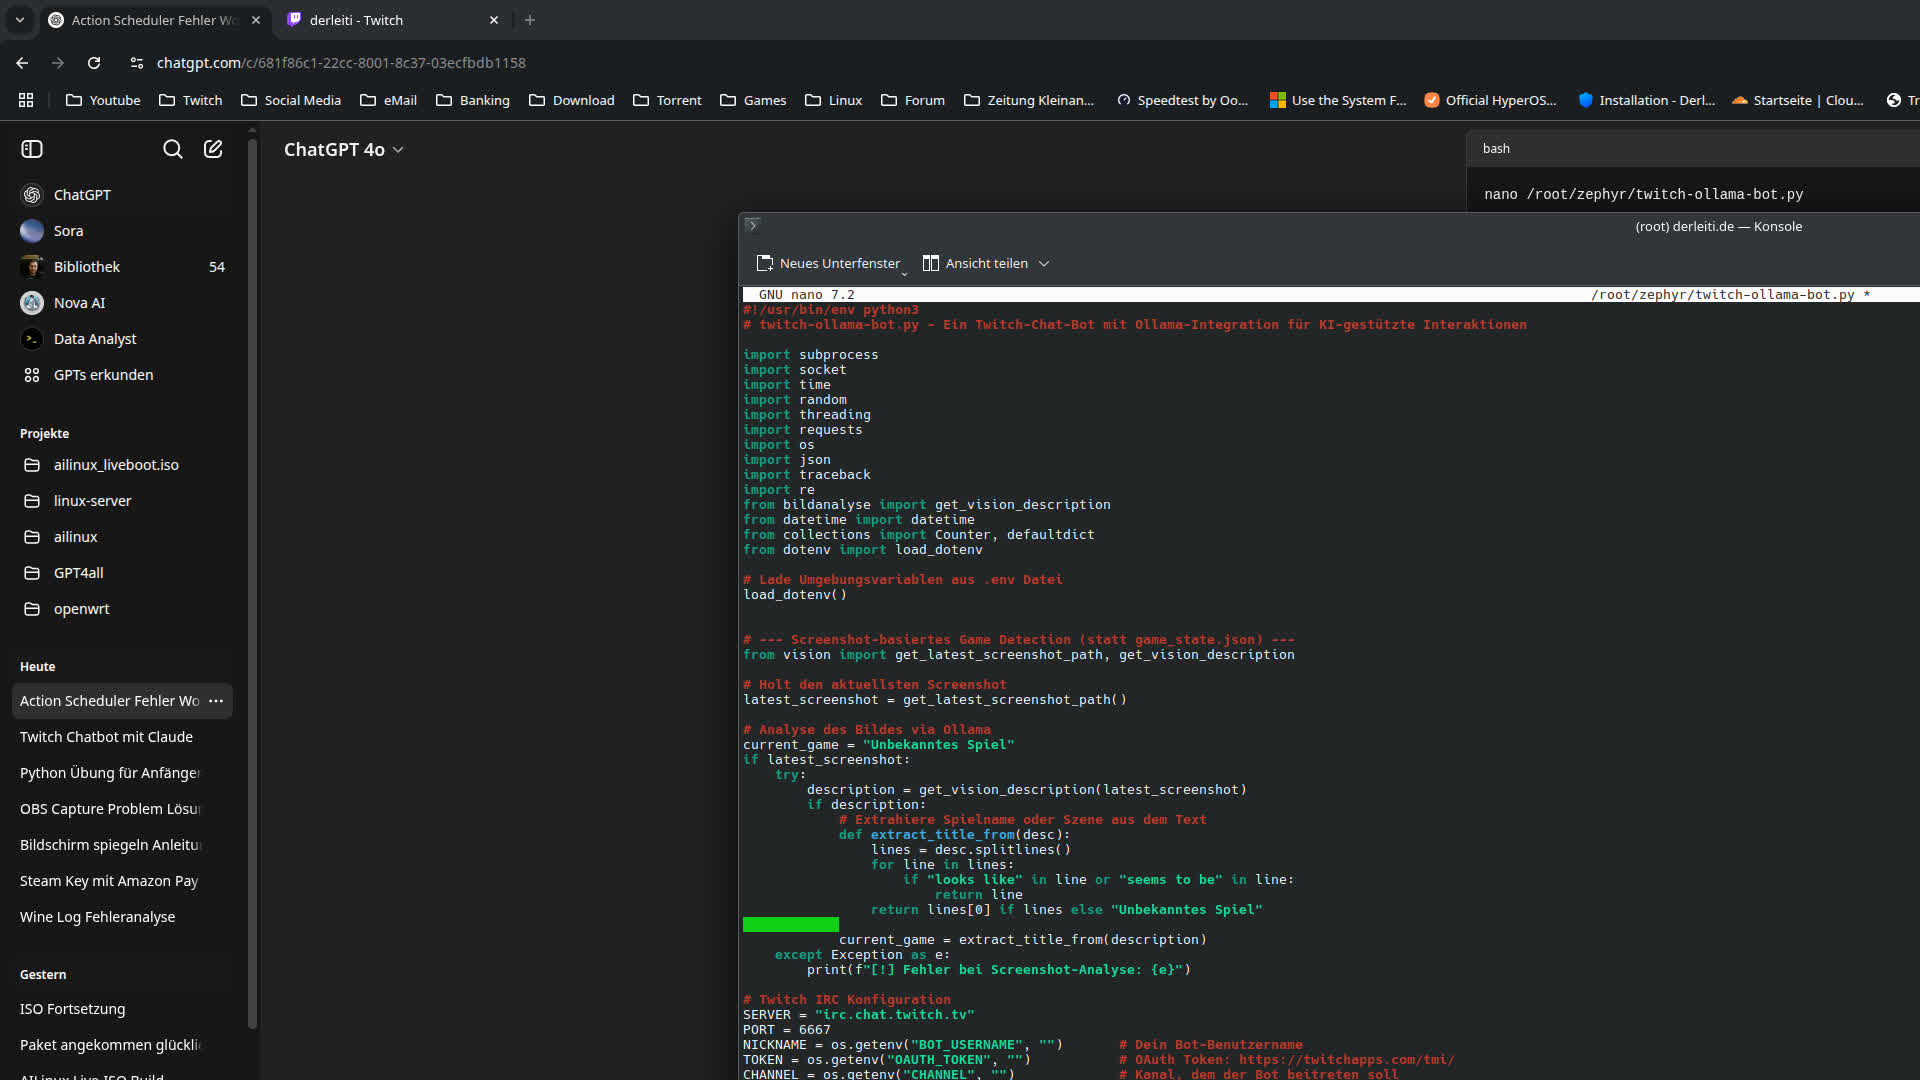 Action Scheduler Fehler Wo
derleiti - Twitch
chatgpt.com/c/681f86c1-22cc-8001-8c37-03ecfbdb1158
Youtube
Twitch
Social Media
eMail
Banking
Download
Torrent
Games
Linux
Forum
Zeitung Kleinan...
Speedtest by Oo...
Use the System F...
Official HyperOS...
Installation - Derl...
Startseite | Clou...
Tr
ChatGPT 4o
ChatGPT
Sora
Bibliothek 54
Nova AI
Data Analyst
GPTs erkunden
Projekte
ailinux_liveboot.iso
linux-server
ailinux
GPT4all
openwrt
Heute
Action Scheduler Fehler Wo
Twitch Chatbot mit Claude
Python Übung für Anfänger
OBS Capture Problem Lösu
Bildschirm spiegeln Anleitu
Steam Key mit Amazon Pay
Wine Log Fehleranalyse
Gestern
ISO Fortsetzung
Paket angekommen glückli
AILinux Live ISO Build
bash
nano /root/zephyr/twitch-ollama-bot.py
(root) derleiti.de — Konsole
Neues Unterfenster
Ansicht teilen
GNU nano 7.2 /root/zephyr/twitch-ollama-bot.py *
#!/usr/bin/env python3
# twitch-ollama-bot.py - Ein Twitch-Chat-Bot mit Ollama-Integration für KI-gestützte Interaktionen
import subprocess
import socket
import time
import random
import threading
import requests
import os
import json
import traceback
import re
from bildanalyse import get_vision_description
from datetime import datetime
from collections import Counter, defaultdict
from dotenv import load_dotenv
# Lade Umgebungsvariablen aus .env Datei
load_dotenv()
# --- Screenshot-basiertes Game Detection (statt game_state.json) ---
from vision import get_latest_screenshot_path, get_vision_description
# Holt den aktuellsten Screenshot
latest_screenshot = get_latest_screenshot_path()
# Analyse des Bildes via Ollama
current_game = "Unbekanntes Spiel"
if latest_screenshot:
try:
description = get_vision_description(latest_screenshot)
if description:
# Extrahiere Spielname oder Szene aus dem Text
def extract_title_from(desc):
lines = desc.splitlines()
for line in lines:
if "looks like" in line or "seems to be" in line:
return line
return lines[0] if lines else "Unbekanntes Spiel"
current_game = extract_title_from(description)
except Exception as e:
print(f"[!] Fehler bei Screenshot-Analyse: {e}")
# Twitch IRC Konfiguration
SERVER = "irc.chat.twitch.tv"
PORT = 6667
NICKNAME = os.getenv("BOT_USERNAME", "") # Dein Bot-Benutzername
TOKEN = os.getenv("OAUTH_TOKEN", "") # OAuth Token: https://twitchapps.com/tmi/
CHANNEL = os.getenv("CHANNEL", "") # Kanal, dem der Bot beitreten soll